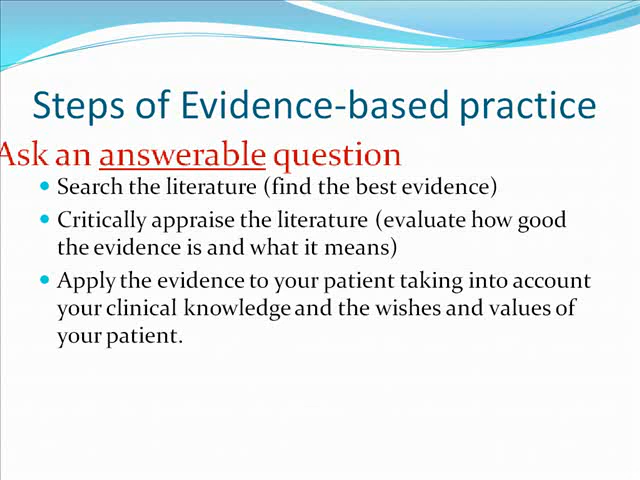 Steps of Evidence-based practice
Ask an answerable question
Search the literature (find the best evidence)
Critically appraise the literature (evaluate how good
the evidence is and what it means)
Apply the evidence to your patient taking into account
your clinical knowledge and the wishes and values of
your patient.